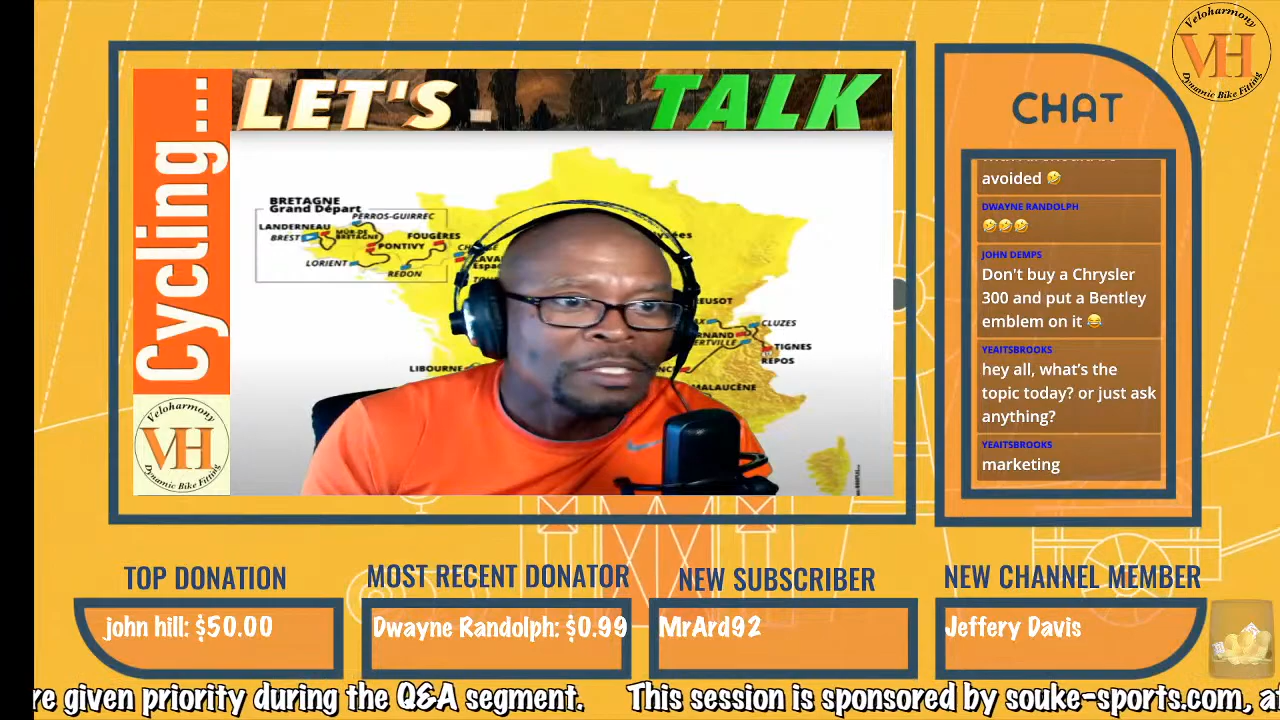 LET'S TALK
Cycling...
Veloharmony
VH
Dynamic Bike Fitting
BRETAGNE
Grand Départ
PERROS-GUIRREC
LANDERNEAU
BREST
MÛR-DE-
BRETAGNE
FOUGÈRES
PONTIVY
LORIENT
REDON
LIBOURNE
CLUZES
TIGNES
REPOS
MALAUCÈNE
Veloharmony
VH
Dynamic Bike Fitting
CHAT
avoided 🤣
DWAYNE RANDOLPH
🤣🤣🤣
JOHN DEMPS
Don't buy a Chrysler
300 and put a Bentley
emblem on it 😂
YEAITSBROOKS
hey all, what's the
topic today? or just ask
anything?
YEAITSBROOKS
marketing
TOP DONATION
john hill: $50.00
MOST RECENT DONATOR
Dwayne Randolph: $0.99
NEW SUBSCRIBER
MrArd92
NEW CHANNEL MEMBER
Jeffery Davis
re given priority during the Q&A segment. This session is sponsored by souke-sports.com, a